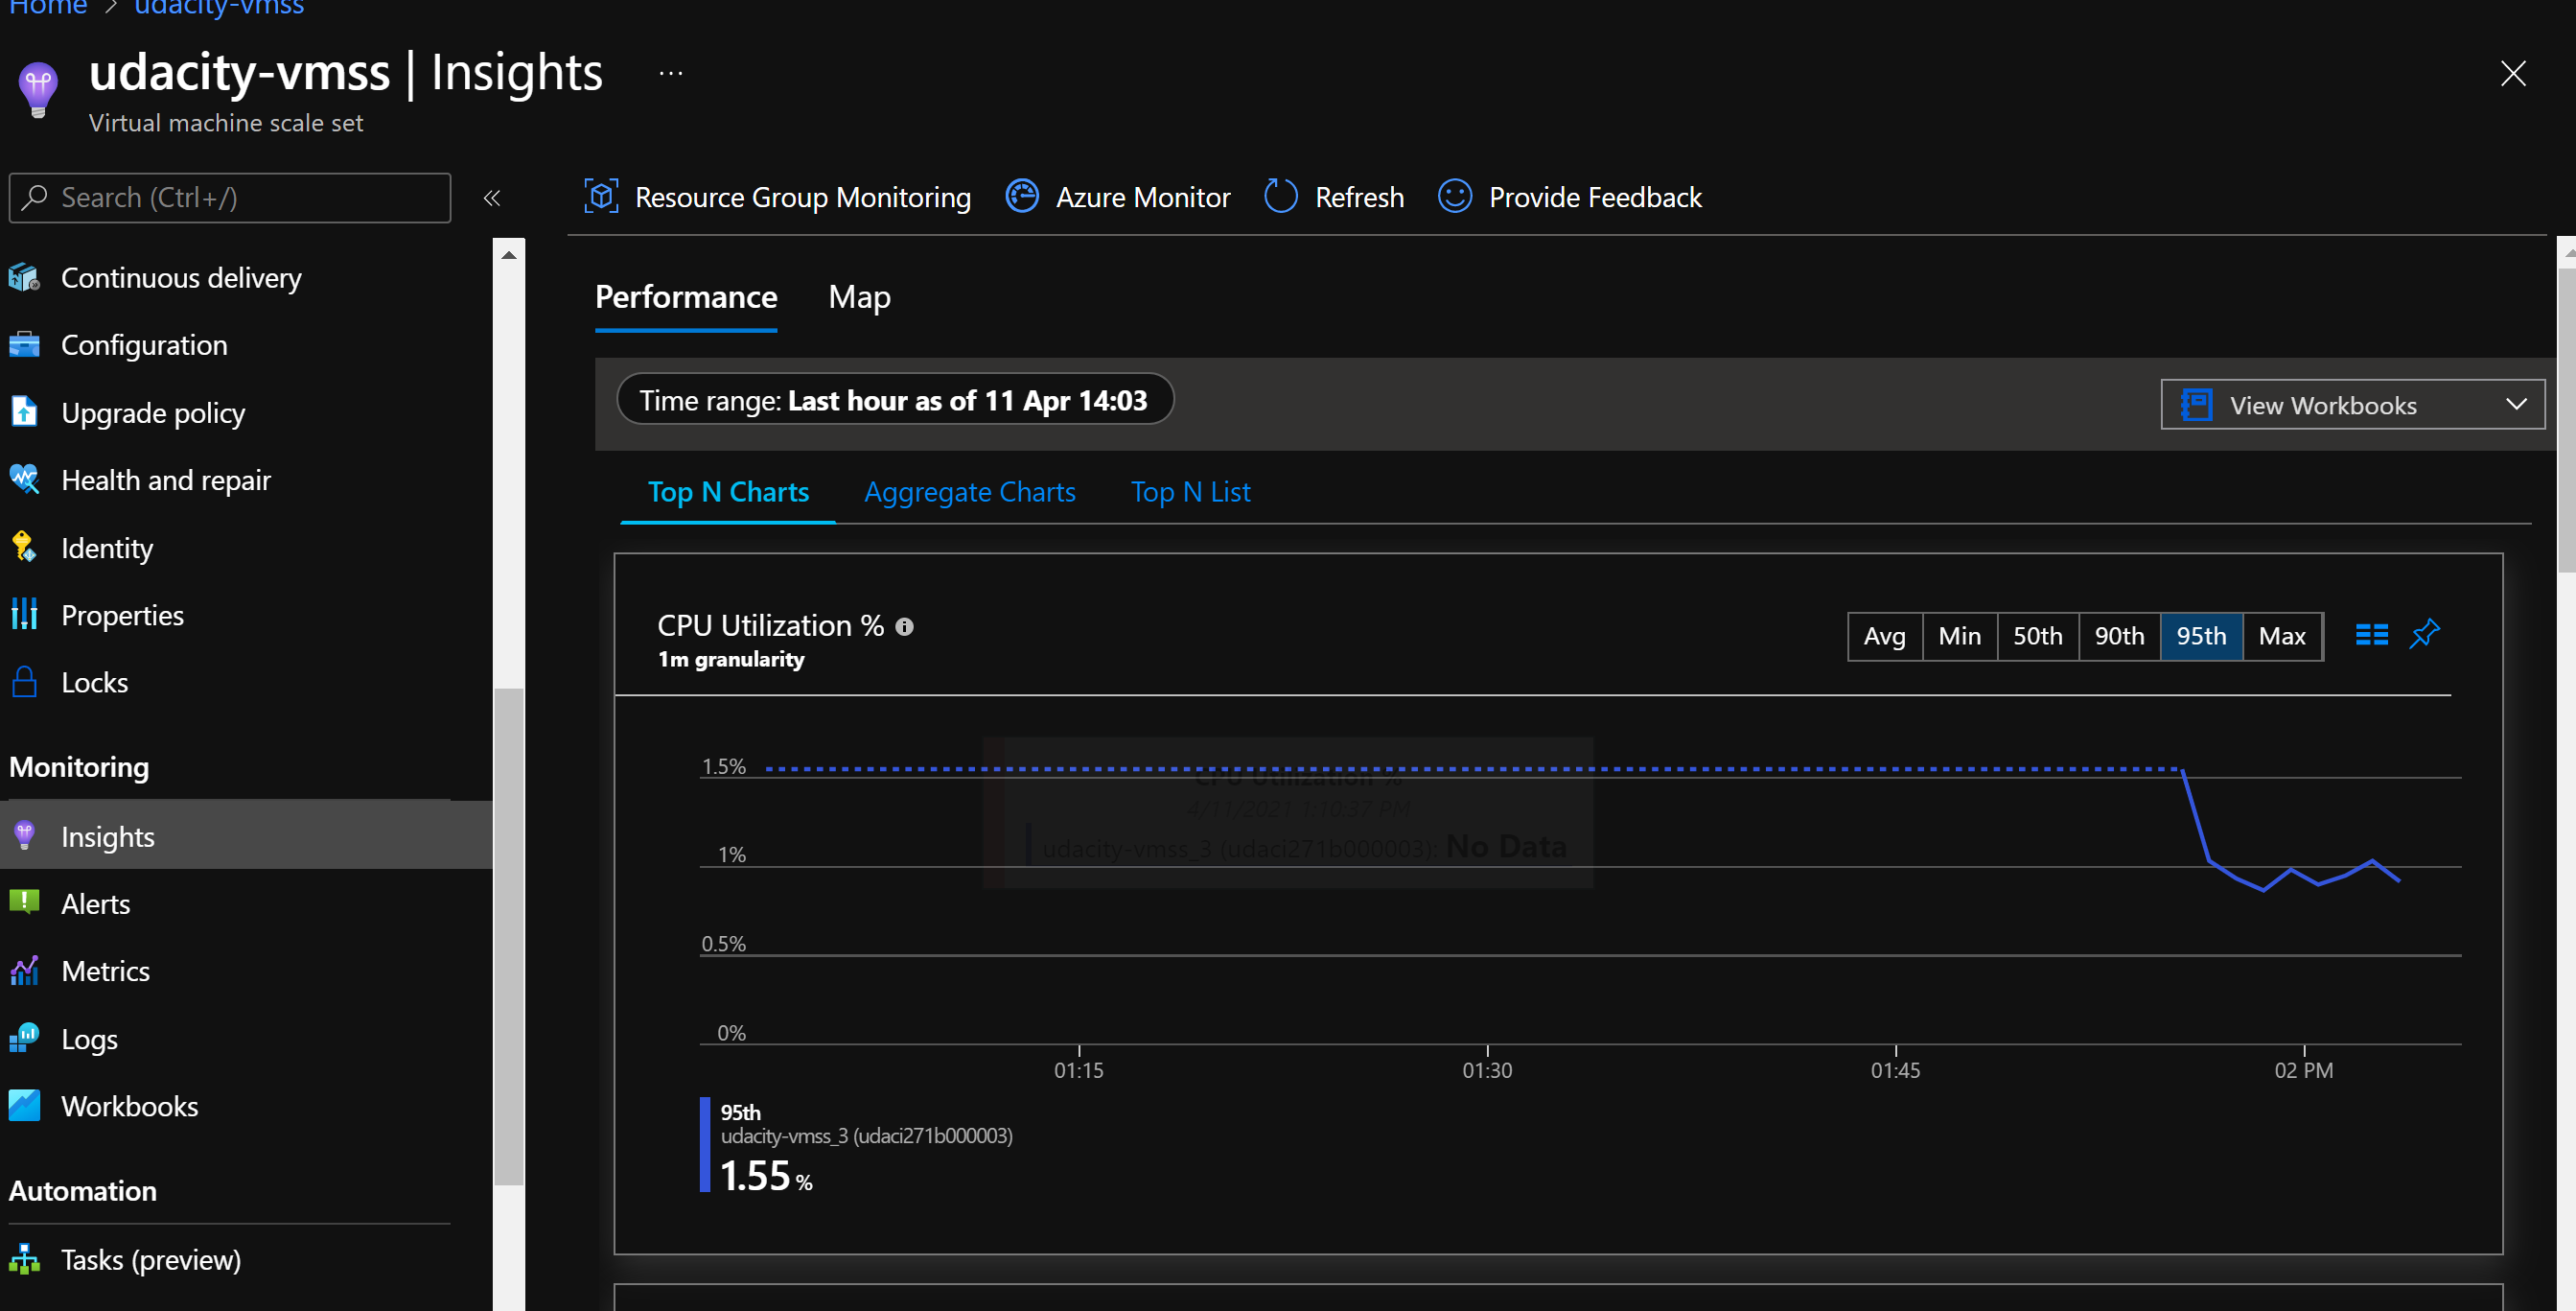 Home > udacity-vmss
udacity-vmss | Insights ...
Virtual machine scale set
Search (Ctrl+/)
«
Continuous delivery
Configuration
Upgrade policy
Health and repair
Identity
Properties
Locks
Monitoring
Insights
Alerts
Metrics
Logs
Workbooks
Automation
Tasks (preview)
Resource Group Monitoring
Azure Monitor
Refresh
Provide Feedback
Performance
Map
Time range: Last hour as of 11 Apr 14:03
View Workbooks
Top N Charts
Aggregate Charts
Top N List
CPU Utilization %
1m granularity
Avg
Min
50th
90th
95th
Max
1.5%
1%
0.5%
0%
CPU Utilization %
4/11/2021 1:10:37 PM
udacity-vmss_3 (udaci271b000003): No Data
01:15
01:30
01:45
02 PM
95th
udacity-vmss_3 (udaci271b000003)
1.55 %